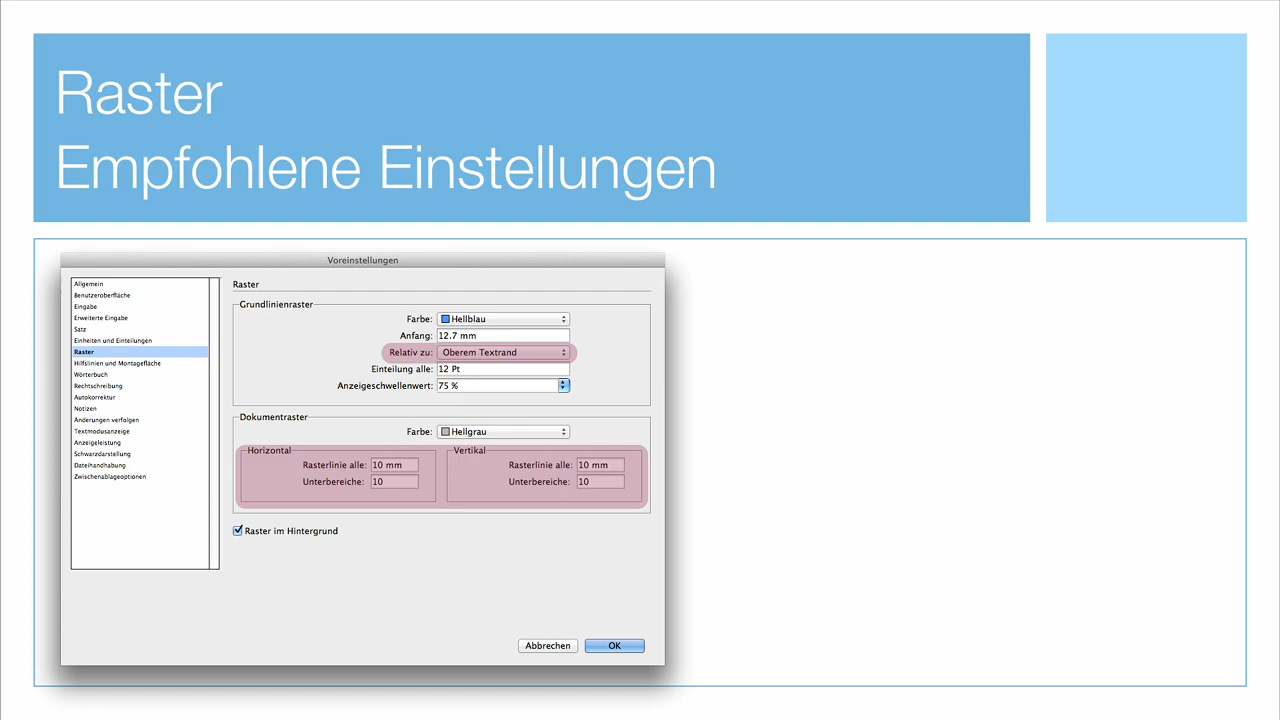 Raster
Empfohlene Einstellungen
Voreinstellungen
Allgemein
Benutzeroberfläche
Eingabe
Erweiterte Eingabe
Satz
Einheiten und Einteilungen
Raster
Hilfslinien und Montagefläche
Wörterbuch
Rechtschreibung
Autokorrektur
Notizen
Änderungen verfolgen
Textmodusanzeige
Anzeigeleistung
Schwarzdarstellung
Dateihandhabung
Zwischenablageoptionen
Raster
Grundlinienraster
Farbe: Hellblau
Anfang: 12.7 mm
Relativ zu: Oberem Textrand
Einteilung alle: 12 Pt
Anzeigeschwellenwert: 75 %
Dokumentraster
Farbe: Hellgrau
Horizontal
Rasterlinie alle: 10 mm
Unterbereiche: 10
Vertikal
Rasterlinie alle: 10 mm
Unterbereiche: 10
Raster im Hintergrund
Abbrechen OK